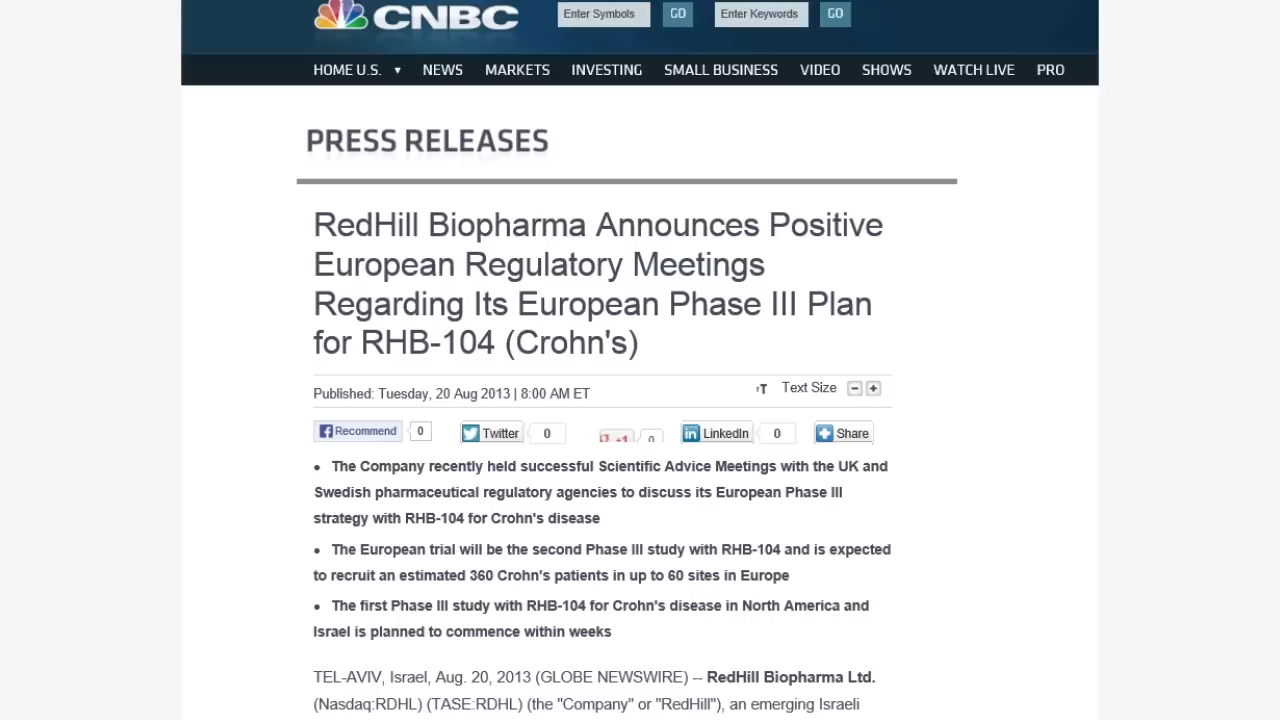 CNBC
Enter Symbols GO Enter Keywords GO
HOME U.S. ▼ NEWS MARKETS INVESTING SMALL BUSINESS VIDEO SHOWS WATCH LIVE PRO
PRESS RELEASES
RedHill Biopharma Announces Positive
European Regulatory Meetings
Regarding Its European Phase III Plan
for RHB-104 (Crohn's)
Published: Tuesday, 20 Aug 2013 | 8:00 AM ET
rT Text Size − +
Recommend 0 Twitter 0 +1 0 LinkedIn 0 Share
• The Company recently held successful Scientific Advice Meetings with the UK and
Swedish pharmaceutical regulatory agencies to discuss its European Phase III
strategy with RHB-104 for Crohn's disease
• The European trial will be the second Phase III study with RHB-104 and is expected
to recruit an estimated 360 Crohn's patients in up to 60 sites in Europe
• The first Phase III study with RHB-104 for Crohn's disease in North America and
Israel is planned to commence within weeks
TEL-AVIV, Israel, Aug. 20, 2013 (GLOBE NEWSWIRE) -- RedHill Biopharma Ltd.
(Nasdaq:RDHL) (TASE:RDHL) (the "Company" or "RedHill"), an emerging Israeli